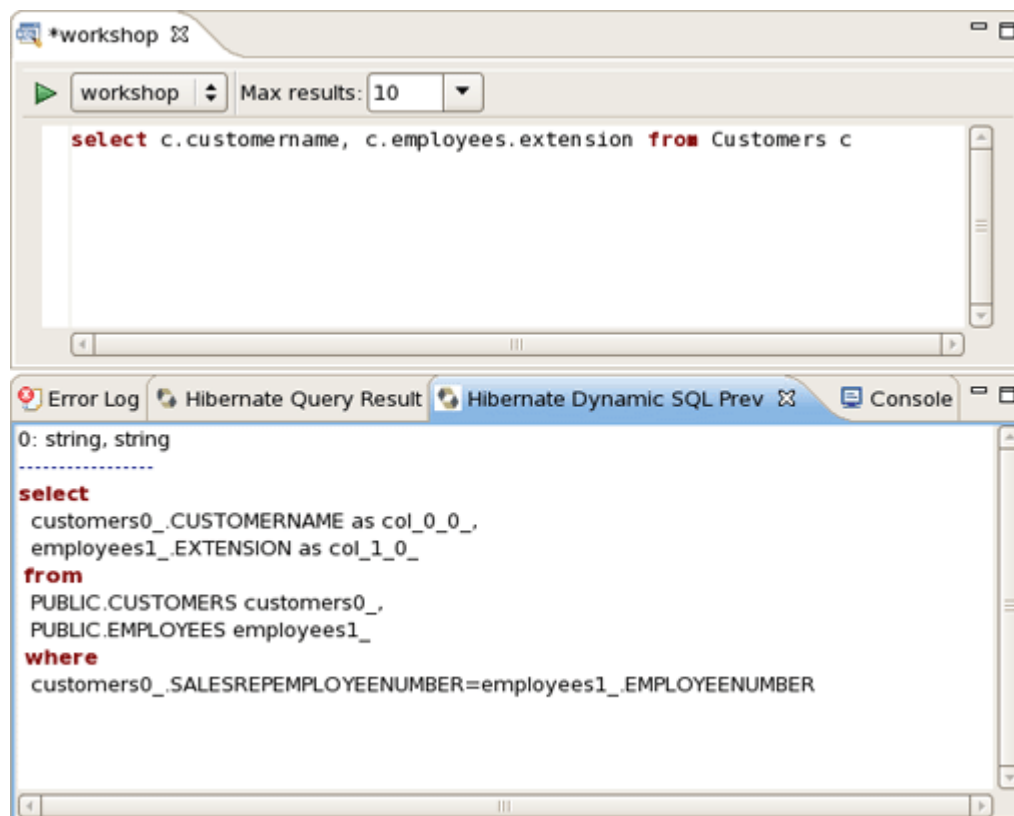 *workshop
workshop Max results: 10
select c.customername, c.employees.extension from Customers c
Error Log Hibernate Query Result Hibernate Dynamic SQL Prev Console
0: string, string
-----------------
select
customers0_.CUSTOMERNAME as col_0_0_,
employees1_.EXTENSION as col_1_0_
from
PUBLIC.CUSTOMERS customers0_,
PUBLIC.EMPLOYEES employees1_
where
customers0_.SALESREPEMPLOYEENUMBER=employees1_.EMPLOYEENUMBER